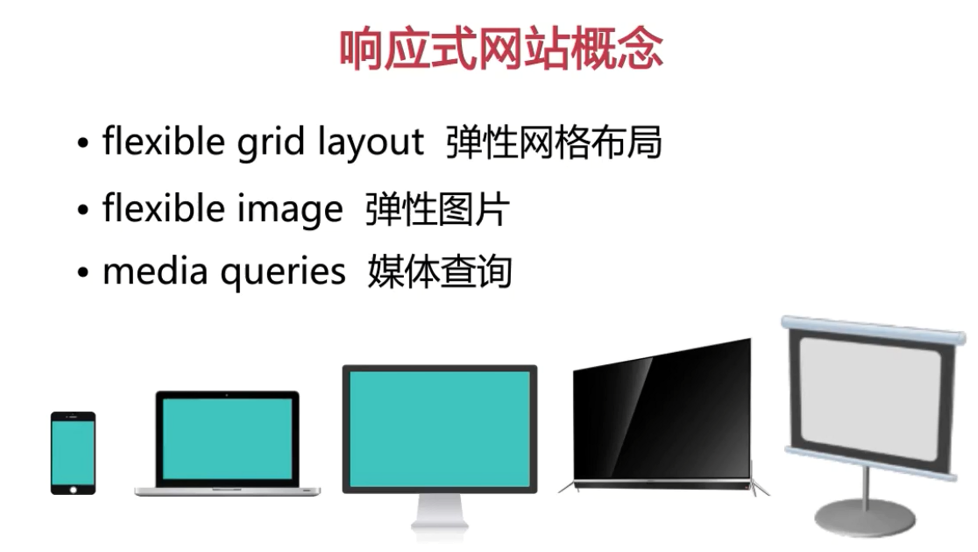 响应式网站概念
• flexible grid layout 弹性网格布局
• flexible image 弹性图片
• media queries 媒体查询